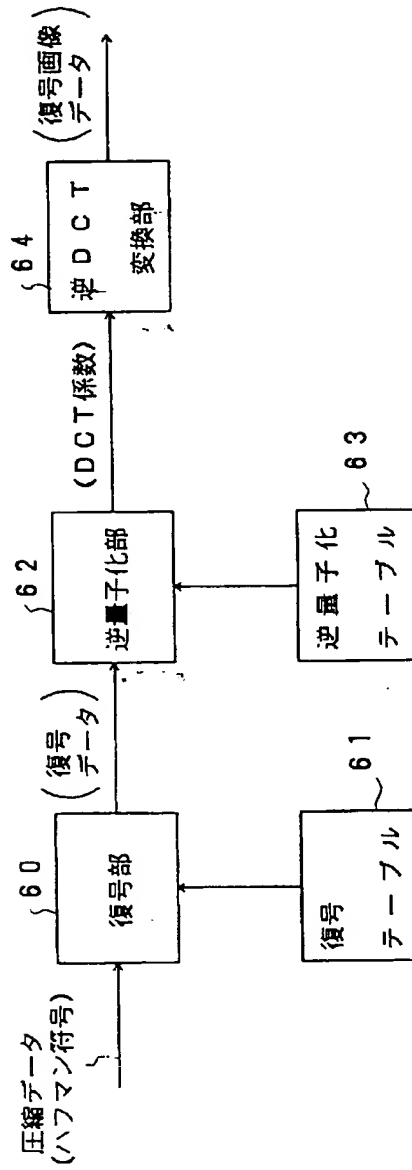 圧縮データ
(ハフマン符号)
60
復号部
復号
テーブル
61
(復号
データ)
62
逆量子化部
逆量子化
テーブル
63
(DCT係数)
64
逆DCT
変換部
(復号画像
データ)